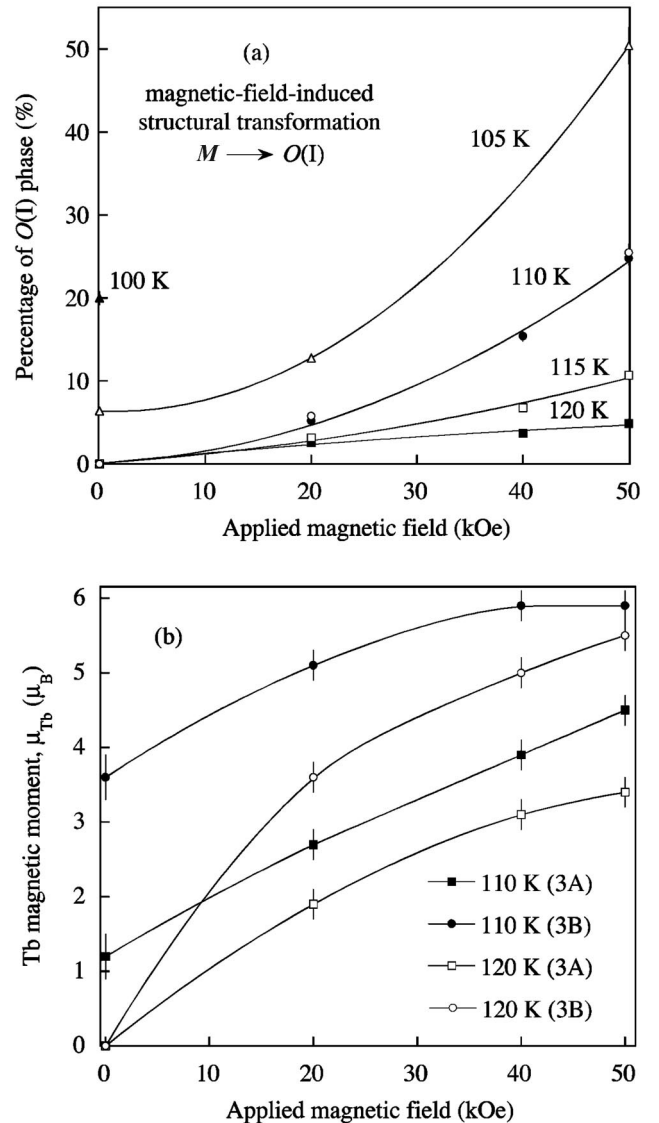 (a)
magnetic-field-induced
structural transformation
M → O(I)
Percentage of O(I) phase (%)
50
40
30
20
10
0
105 K
100 K
110 K
115 K
120 K
0 10 20 30 40 50
Applied magnetic field (kOe)
(b)
Tb magnetic moment, μTb (μB)
6
5
4
3
2
1
0
110 K (3A)
110 K (3B)
120 K (3A)
120 K (3B)
0 10 20 30 40 50
Applied magnetic field (kOe)